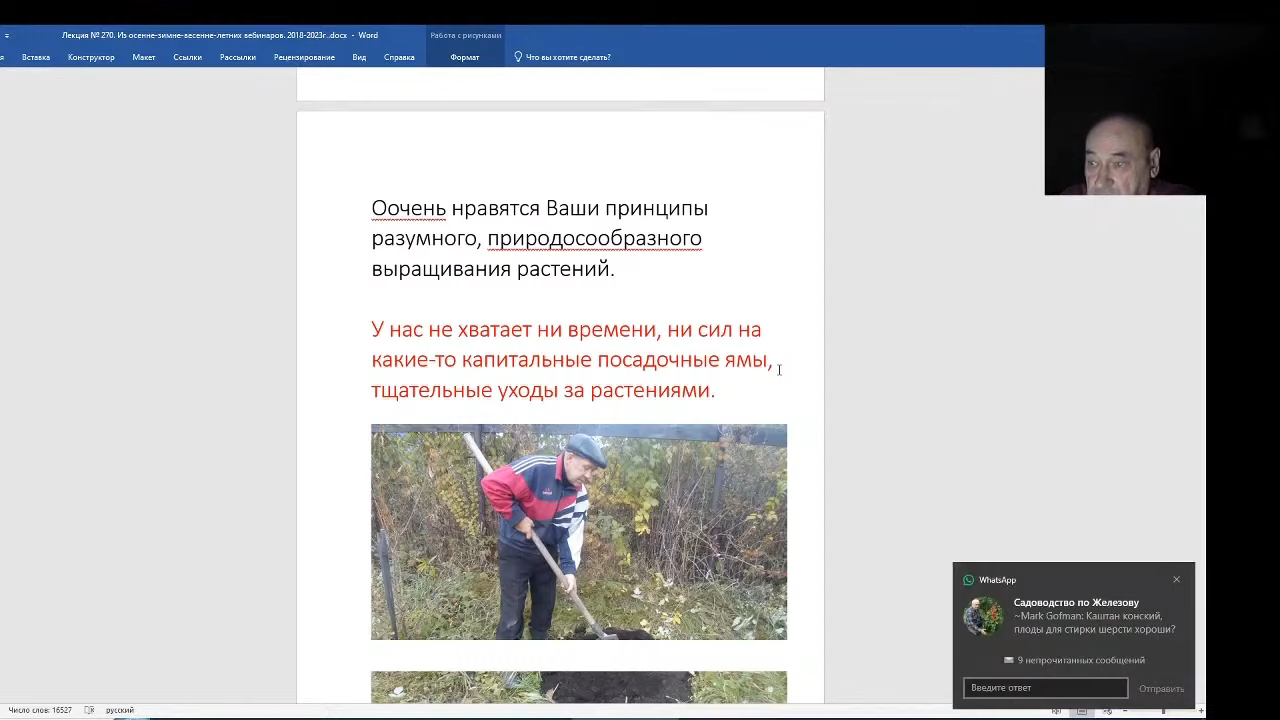 Лекция № 270. Из осенне-зимне-весенне-летних вебинаров. 2018-2023г..docx - Word
Работа с рисунками
Вставка Конструктор Макет Ссылки Рассылки Рецензирование Вид Справка Формат Что вы хотите сделать?
Оочень нравятся Ваши принципы
разумного, природосообразного
выращивания растений.
У нас не хватает ни времени, ни сил на
какие-то капитальные посадочные ямы,
тщательные уходы за растениями.
WhatsApp
Садоводство по Железову
~Mark Gofman: Каштан конский,
плоды для стирки шерсти хороши?
9 непрочитанных сообщений
Введите ответ
Отправить
Число слов: 16527 русский